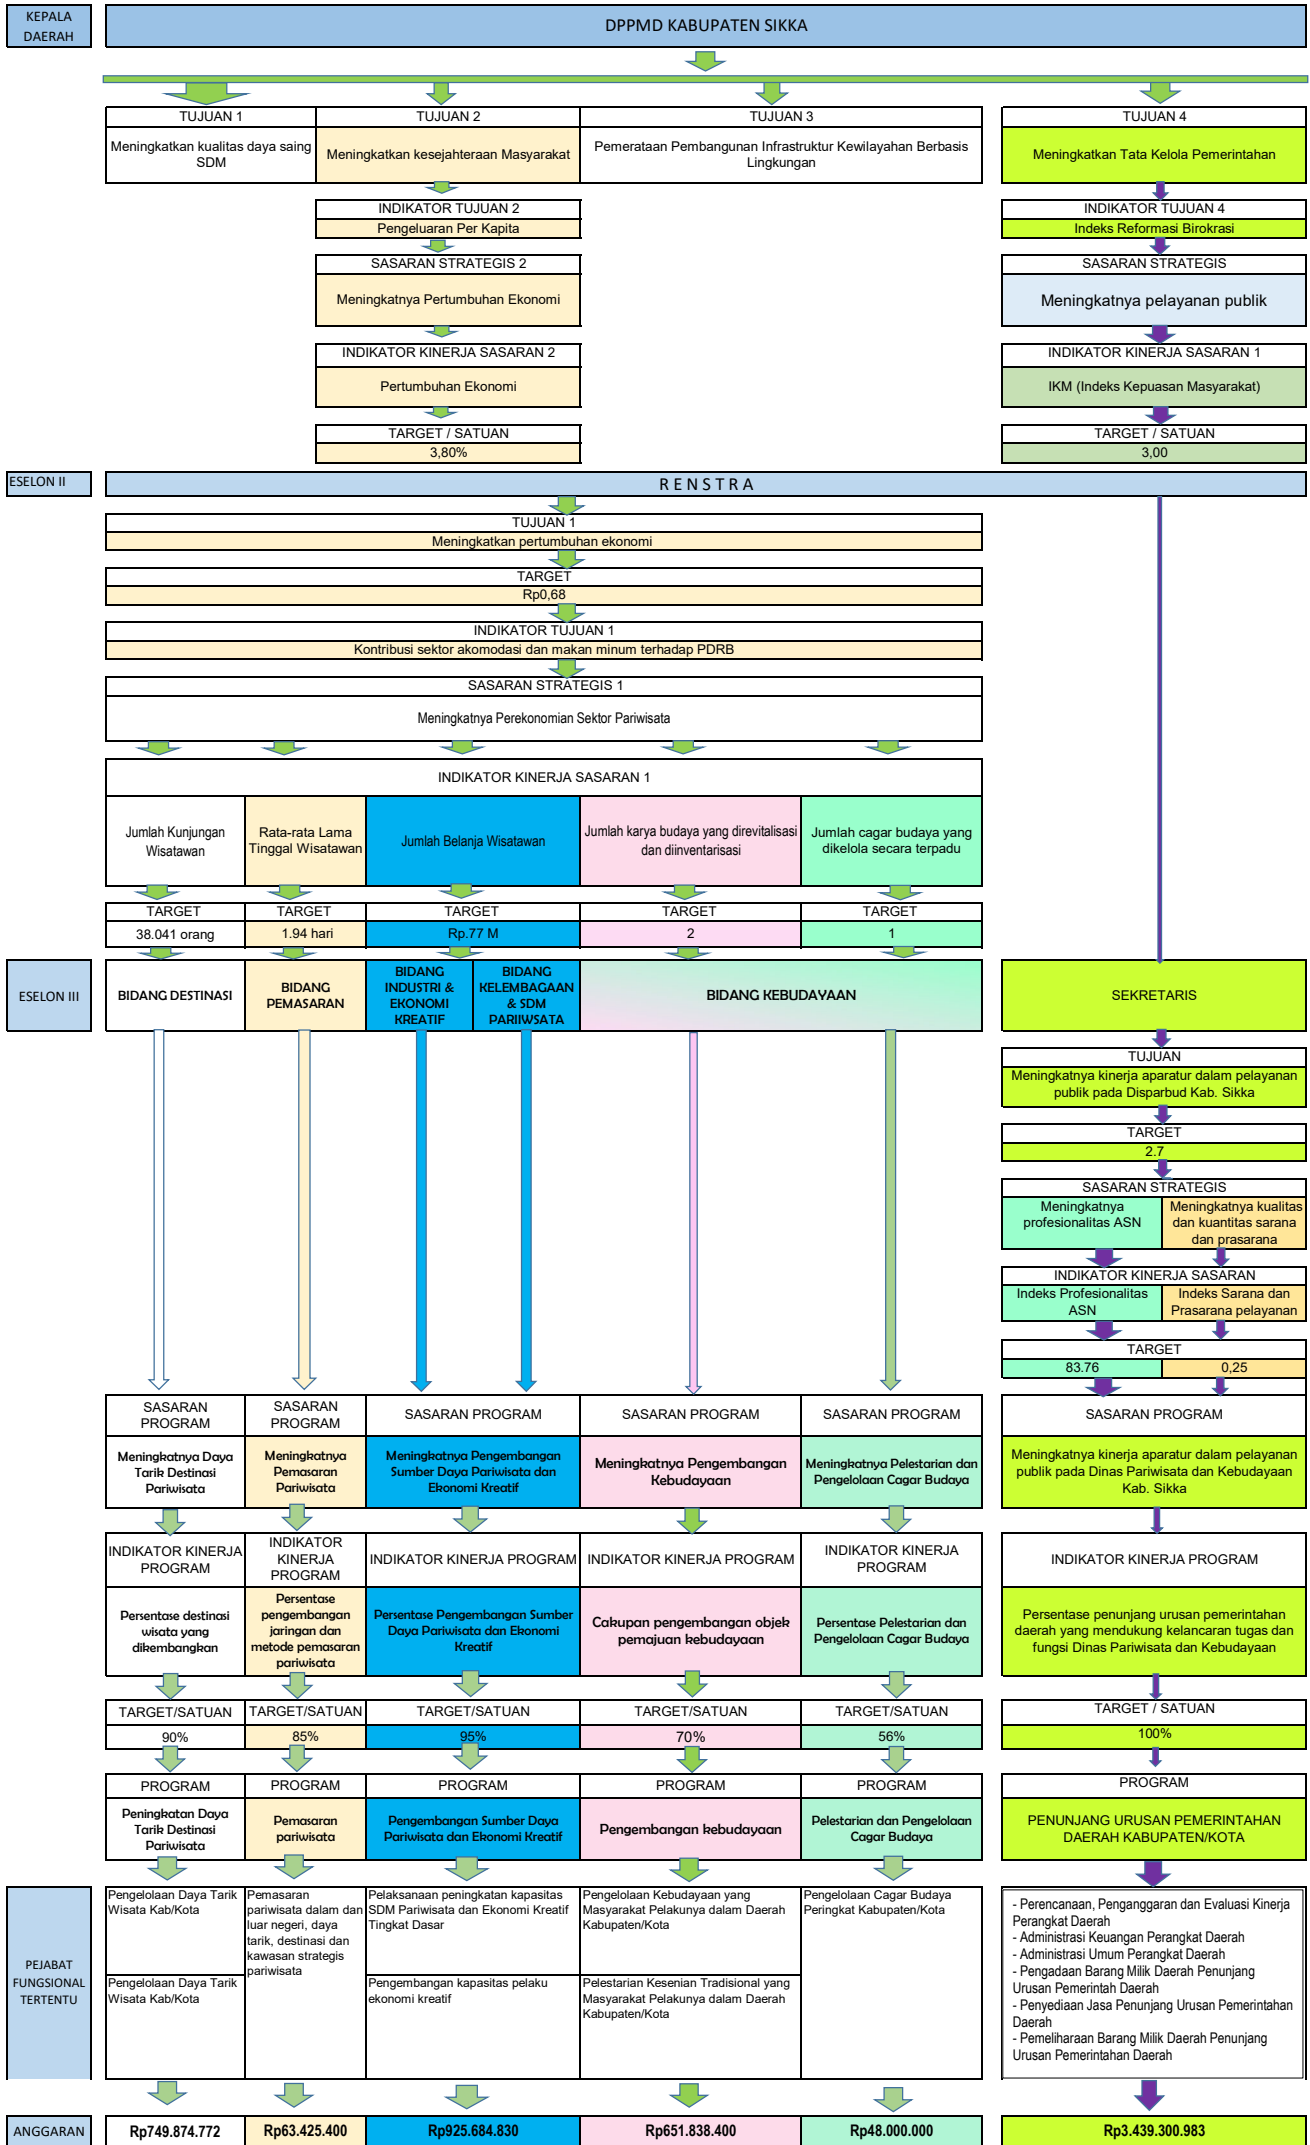 KEPALA
DAERAH
DPPMD KABUPATEN SIKKA
TUJUAN 1
Meningkatkan kualitas daya saing
SDM
TUJUAN 2
Meningkatkan kesejahteraan Masyarakat
TUJUAN 3
Pemerataan Pembangunan Infrastruktur Kewilayahan Berbasis
Lingkungan
TUJUAN 4
Meningkatkan Tata Kelola Pemerintahan
INDIKATOR TUJUAN 2
Pengeluaran Per Kapita
INDIKATOR TUJUAN 4
Indeks Reformasi Birokrasi
SASARAN STRATEGIS 2
Meningkatnya Pertumbuhan Ekonomi
SASARAN STRATEGIS
Meningkatnya pelayanan publik
INDIKATOR KINERJA SASARAN 2
Pertumbuhan Ekonomi
INDIKATOR KINERJA SASARAN 1
IKM (Indeks Kepuasan Masyarakat)
TARGET / SATUAN
3,80%
TARGET / SATUAN
3,00
ESELON II
R E N S T R A
TUJUAN 1
Meningkatkan pertumbuhan ekonomi
TARGET
Rp0,68
INDIKATOR TUJUAN 1
Kontribusi sektor akomodasi dan makan minum terhadap PDRB
SASARAN STRATEGIS 1
Meningkatnya Perekonomian Sektor Pariwisata
INDIKATOR KINERJA SASARAN 1
Jumlah Kunjungan
Wisatawan
Rata-rata Lama
Tinggal Wisatawan
Jumlah Belanja Wisatawan
Jumlah karya budaya yang direvitalisasi
dan diinventarisasi
Jumlah cagar budaya yang
dikelola secara terpadu
TARGET
38.041 orang
TARGET
1.94 hari
TARGET
Rp.77 M
TARGET
2
TARGET
1
ESELON III
BIDANG DESTINASI
BIDANG
PEMASARAN
BIDANG
INDUSTRI &
EKONOMI
KREATIF
BIDANG
KELEMBAGAAN
& SDM
PARIIWSATA
BIDANG KEBUDAYAAN
SEKRETARIS
TUJUAN
Meningkatnya kinerja aparatur dalam pelayanan
publik pada Disparbud Kab. Sikka
TARGET
2.7
SASARAN STRATEGIS
Meningkatnya
profesionalitas ASN
Meningkatnya kualitas
dan kuantitas sarana
dan prasarana
INDIKATOR KINERJA SASARAN
Indeks Profesionalitas
ASN
Indeks Sarana dan
Prasarana pelayanan
TARGET
83.76
0,25
SASARAN
PROGRAM
Meningkatnya Daya
Tarik Destinasi
Pariwisata
SASARAN
PROGRAM
Meningkatnya
Pemasaran
Pariwisata
SASARAN PROGRAM
Meningkatnya Pengembangan
Sumber Daya Pariwisata dan
Ekonomi Kreatif
SASARAN PROGRAM
Meningkatnya Pengembangan
Kebudayaan
SASARAN PROGRAM
Meningkatnya Pelestarian dan
Pengelolaan Cagar Budaya
SASARAN PROGRAM
Meningkatnya kinerja aparatur dalam pelayanan
publik pada Dinas Pariwisata dan Kebudayaan
Kab. Sikka
INDIKATOR KINERJA
PROGRAM
Persentase destinasi
wisata yang
dikembangkan
INDIKATOR
KINERJA
PROGRAM
Persentase
pengembangan
jaringan dan
metode pemasaran
pariwisata
INDIKATOR KINERJA PROGRAM
Persentase Pengembangan Sumber
Daya Pariwisata dan Ekonomi
Kreatif
INDIKATOR KINERJA PROGRAM
Cakupan pengembangan objek
pemajuan kebudayaan
INDIKATOR KINERJA
PROGRAM
Persentase Pelestarian dan
Pengelolaan Cagar Budaya
INDIKATOR KINERJA PROGRAM
Persentase penunjang urusan pemerintahan
daerah yang mendukung kelancaran tugas dan
fungsi Dinas Pariwisata dan Kebudayaan
TARGET/SATUAN
90%
TARGET/SATUAN
85%
TARGET/SATUAN
95%
TARGET/SATUAN
70%
TARGET/SATUAN
56%
TARGET / SATUAN
100%
PROGRAM
Peningkatan Daya
Tarik Destinasi
Pariwisata
PROGRAM
Pemasaran
pariwisata
PROGRAM
Pengembangan Sumber Daya
Pariwisata dan Ekonomi Kreatif
PROGRAM
Pengembangan kebudayaan
PROGRAM
Pelestarian dan Pengelolaan
Cagar Budaya
PROGRAM
PENUNJANG URUSAN PEMERINTAHAN
DAERAH KABUPATEN/KOTA
PEJABAT
FUNGSIONAL
TERTENTU
Pengelolaan Daya Tarik
Wisata Kab/Kota
Pengelolaan Daya Tarik
Wisata Kab/Kota
Pemasaran
pariwisata dalam dan
luar negeri, daya
tarik, destinasi dan
kawasan strategis
pariwisata
Pelaksanaan peningkatan kapasitas
SDM Pariwisata dan Ekonomi Kreatif
Tingkat Dasar
Pengembangan kapasitas pelaku
ekonomi kreatif
Pengelolaan Kebudayaan yang
Masyarakat Pelakunya dalam Daerah
Kabupaten/Kota
Pelestarian Kesenian Tradisional yang
Masyarakat Pelakunya dalam Daerah
Kabupaten/Kota
Pengelolaan Cagar Budaya
Peringkat Kabupaten/Kota
- Perencanaan, Penganggaran dan Evaluasi Kinerja
Perangkat Daerah
- Administrasi Keuangan Perangkat Daerah
- Administrasi Umum Perangkat Daerah
- Pengadaan Barang Milik Daerah Penunjang
Urusan Pemerintah Daerah
- Penyediaan Jasa Penunjang Urusan Pemerintahan
Daerah
- Pemeliharaan Barang Milik Daerah Penunjang
Urusan Pemerintahan Daerah
ANGGARAN
Rp749.874.772
Rp63.425.400
Rp925.684.830
Rp651.838.400
Rp48.000.000
Rp3.439.300.983